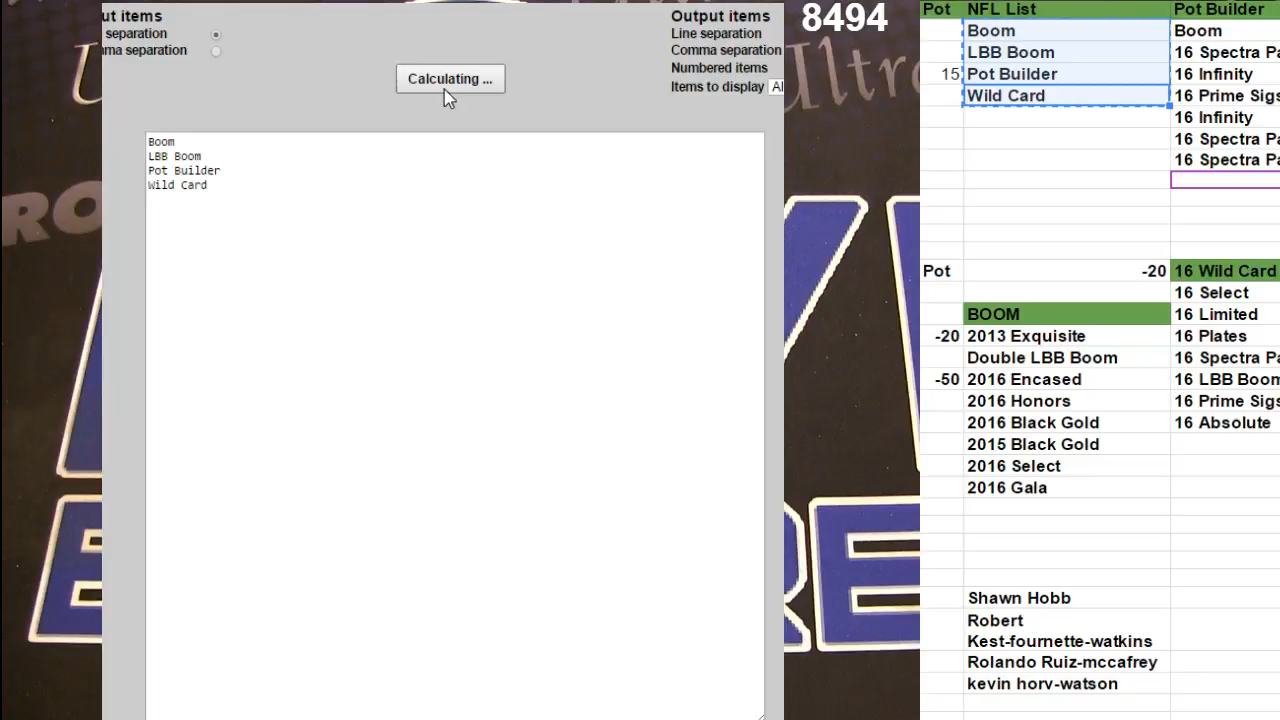 ut items
separation
ma separation
Calculating ...
Output items
Line separation
Comma separation
Numbered items
Items to display
8494
Boom
LBB Boom
Pot Builder
Wild Card
Pot NFL List Pot Builder
Boom Boom
LBB Boom 16 Spectra Pa
15 Pot Builder 16 Infinity
Wild Card 16 Prime Sigs
16 Infinity
16 Spectra Pa
16 Spectra Pa
Pot -20 16 Wild Card
16 Select
BOOM 16 Limited
-20 2013 Exquisite 16 Plates
Double LBB Boom 16 Spectra Pa
-50 2016 Encased 16 LBB Boom
2016 Honors 16 Prime Sigs
2016 Black Gold 16 Absolute
2015 Black Gold
2016 Select
2016 Gala
Shawn Hobb
Robert
Kest-fournette-watkins
Rolando Ruiz-mccafrey
kevin horv-watson